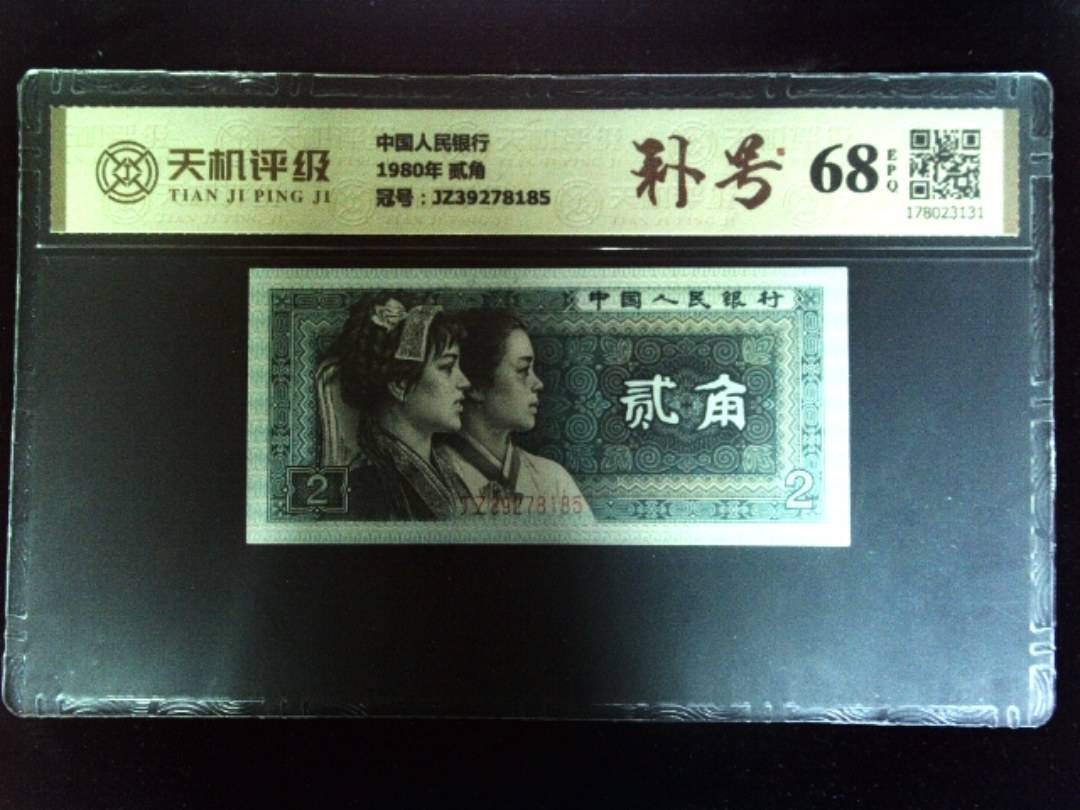 天机评级
TIAN JI PING JI
中国人民银行
1980年 贰角
冠号：JZ39278185
补号
68
EPQ
178023131
中国人民银行
贰角
2
2
JZ39278185